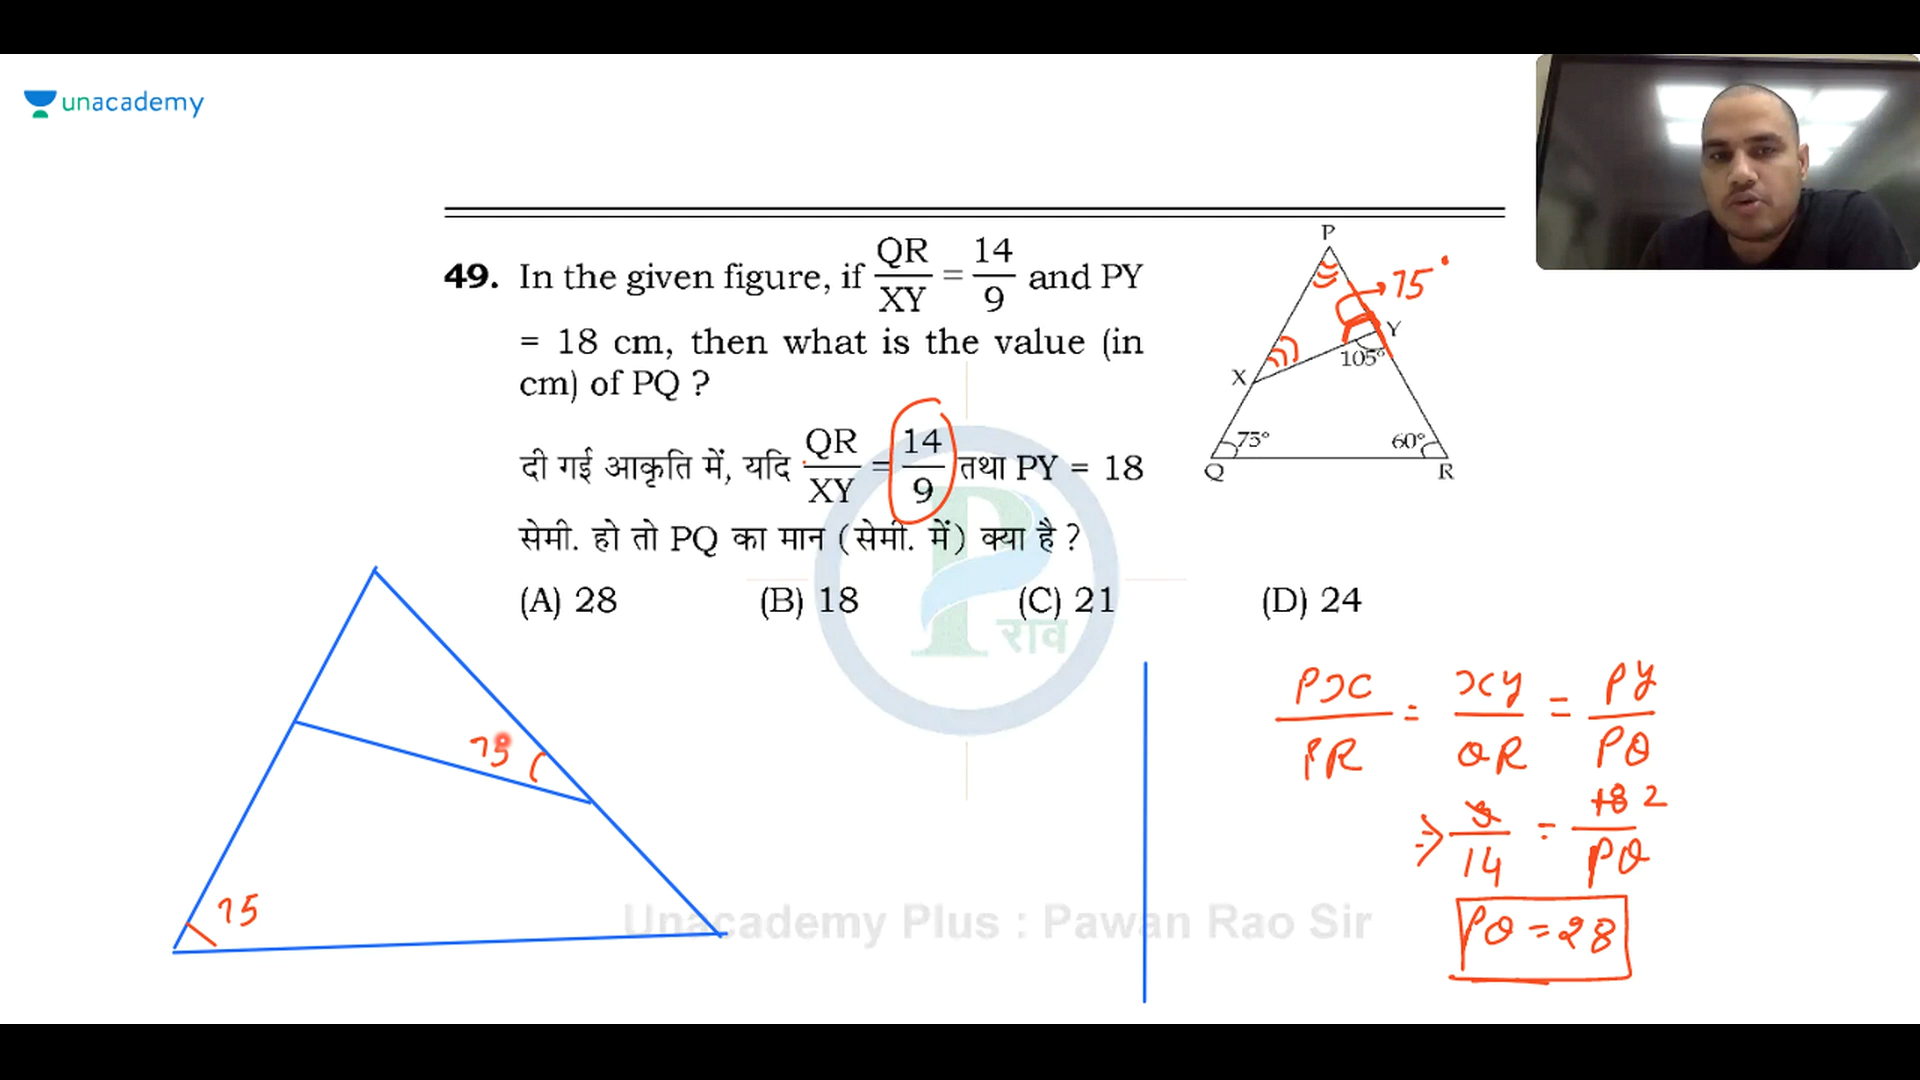 unacademy
49. In the given figure, if QR/XY = 14/9 and PY
= 18 cm, then what is the value (in
cm) of PQ ?
दी गई आकृति में, यदि QR/XY = 14/9 तथा PY = 18
सेमी. हो तो PQ का मान (सेमी. में) क्या है ?
(A) 28 (B) 18 (C) 21 (D) 24
P
75°
Y
105°
X
75° 60°
Q R
राव
75
75
PX/PR = XY/QR = PY/PQ
⇒ 9/14 = 18 2/PQ
PQ = 28
Unacademy Plus : Pawan Rao Sir